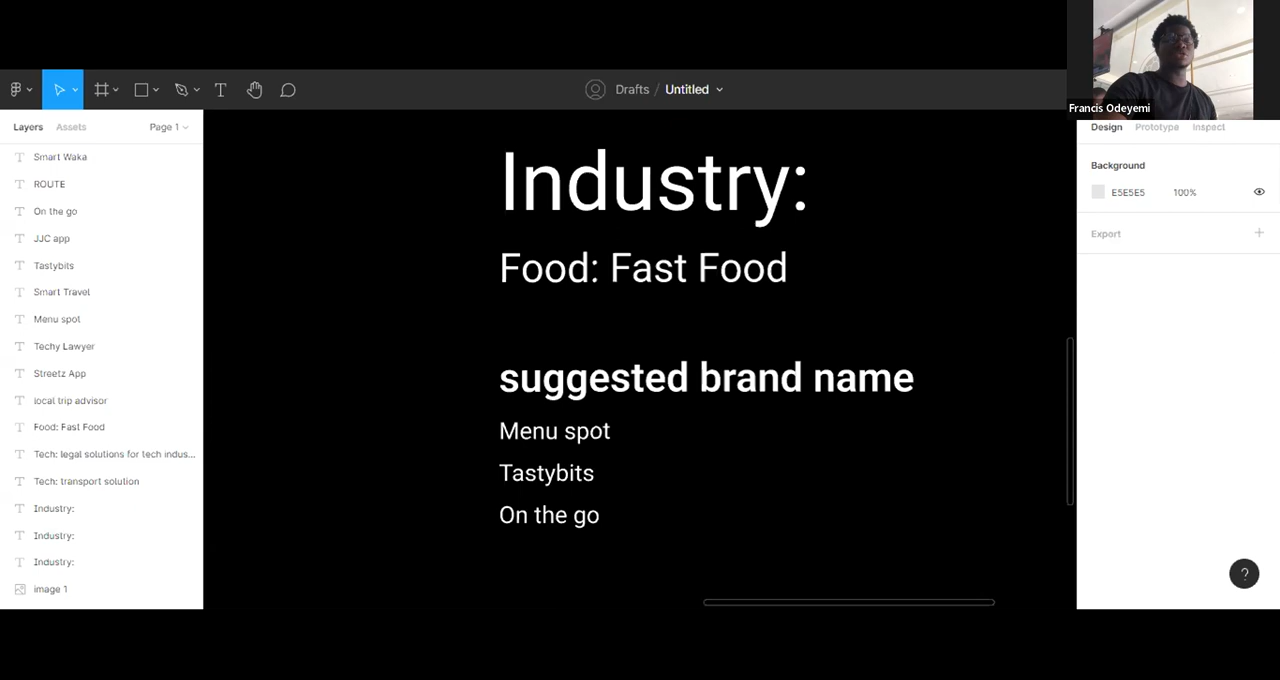 Drafts / Untitled
Francis Odeyemi
Layers Assets Page 1
Smart Waka
ROUTE
On the go
JJC app
Tastybits
Smart Travel
Menu spot
Techy Lawyer
Streetz App
local trip advisor
Food: Fast Food
Tech: legal solutions for tech indus...
Tech: transport solution
Industry:
Industry:
Industry:
image 1
Industry:
Food: Fast Food
suggested brand name
Menu spot
Tastybits
On the go
Design Prototype Inspect
Background
E5E5E5 100%
Export
?